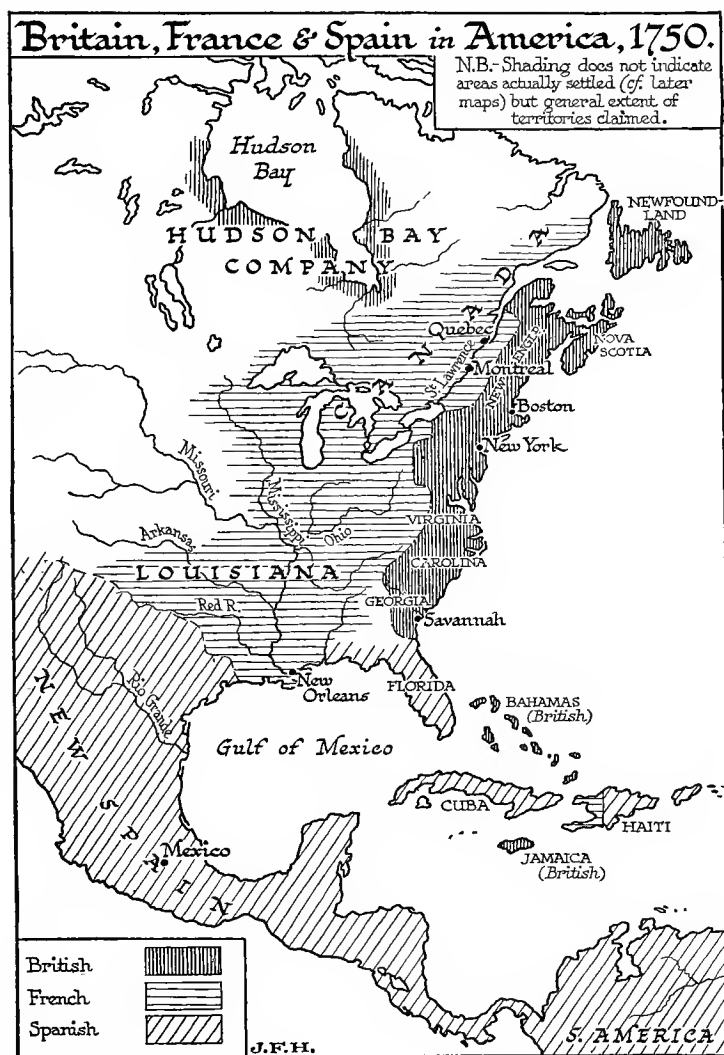 Britain, France & Spain in America, 1750.
N.B.- Shading does not indicate
areas actually settled (cf. later
maps) but general extent of
territories claimed.
Hudson
Bay
NEWFOUND-
LAND
HUDSON BAY
COMPANY
CANADA
Quebec
St. Lawrence
Montreal
NEW ENGLD
NOVA
SCOTIA
Boston
New York
Missouri
Mississippi
Ohio
VIRGINIA
Arkansas
CAROLINA
LOUISIANA
Red R.
GEORGIA
Savannah
New
Orleans
FLORIDA
Rio Grande
BAHAMAS
(British)
NEW SPAIN
Gulf of Mexico
CUBA
HAITI
JAMAICA
(British)
Mexico
British
French
Spanish
J.F.H.
S. AMERICA